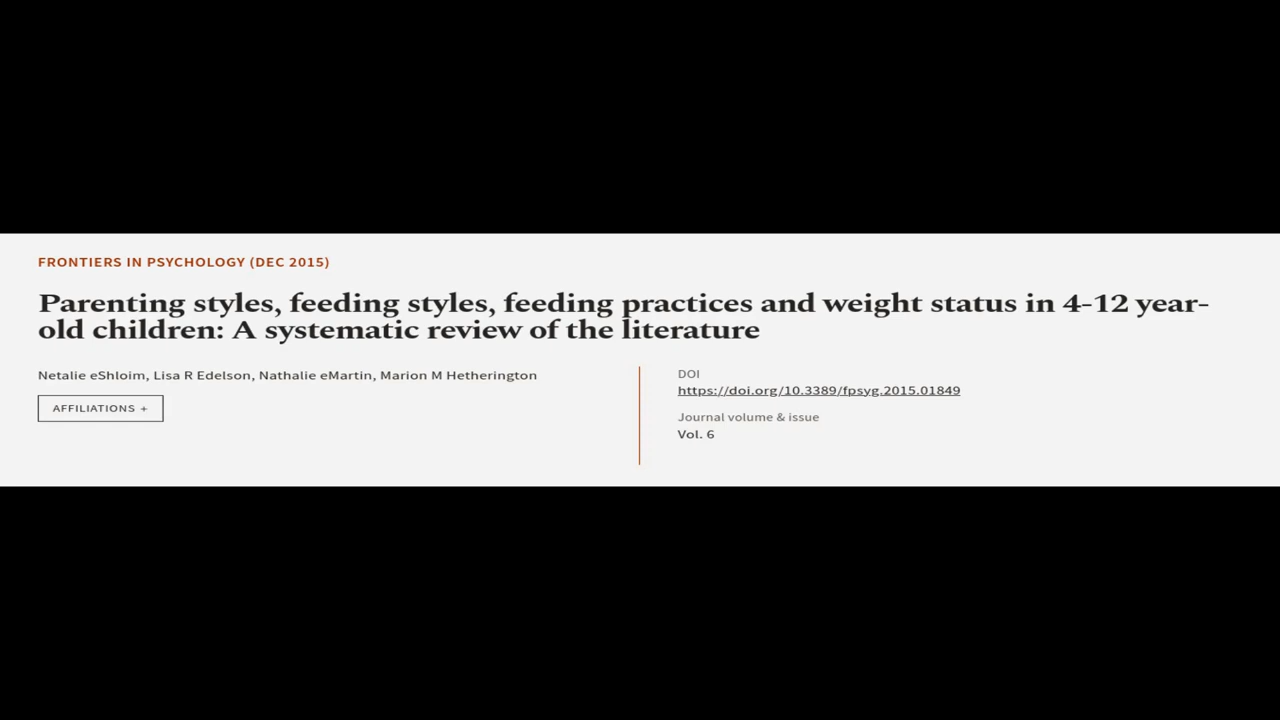 FRONTIERS IN PSYCHOLOGY (DEC 2015)
Parenting styles, feeding styles, feeding practices and weight status in 4-12 year-
old children: A systematic review of the literature
Netalie eShloim, Lisa R Edelson, Nathalie eMartin, Marion M Hetherington
AFFILIATIONS +
DOI
https://doi.org/10.3389/fpsyg.2015.01849
Journal volume & issue
Vol. 6